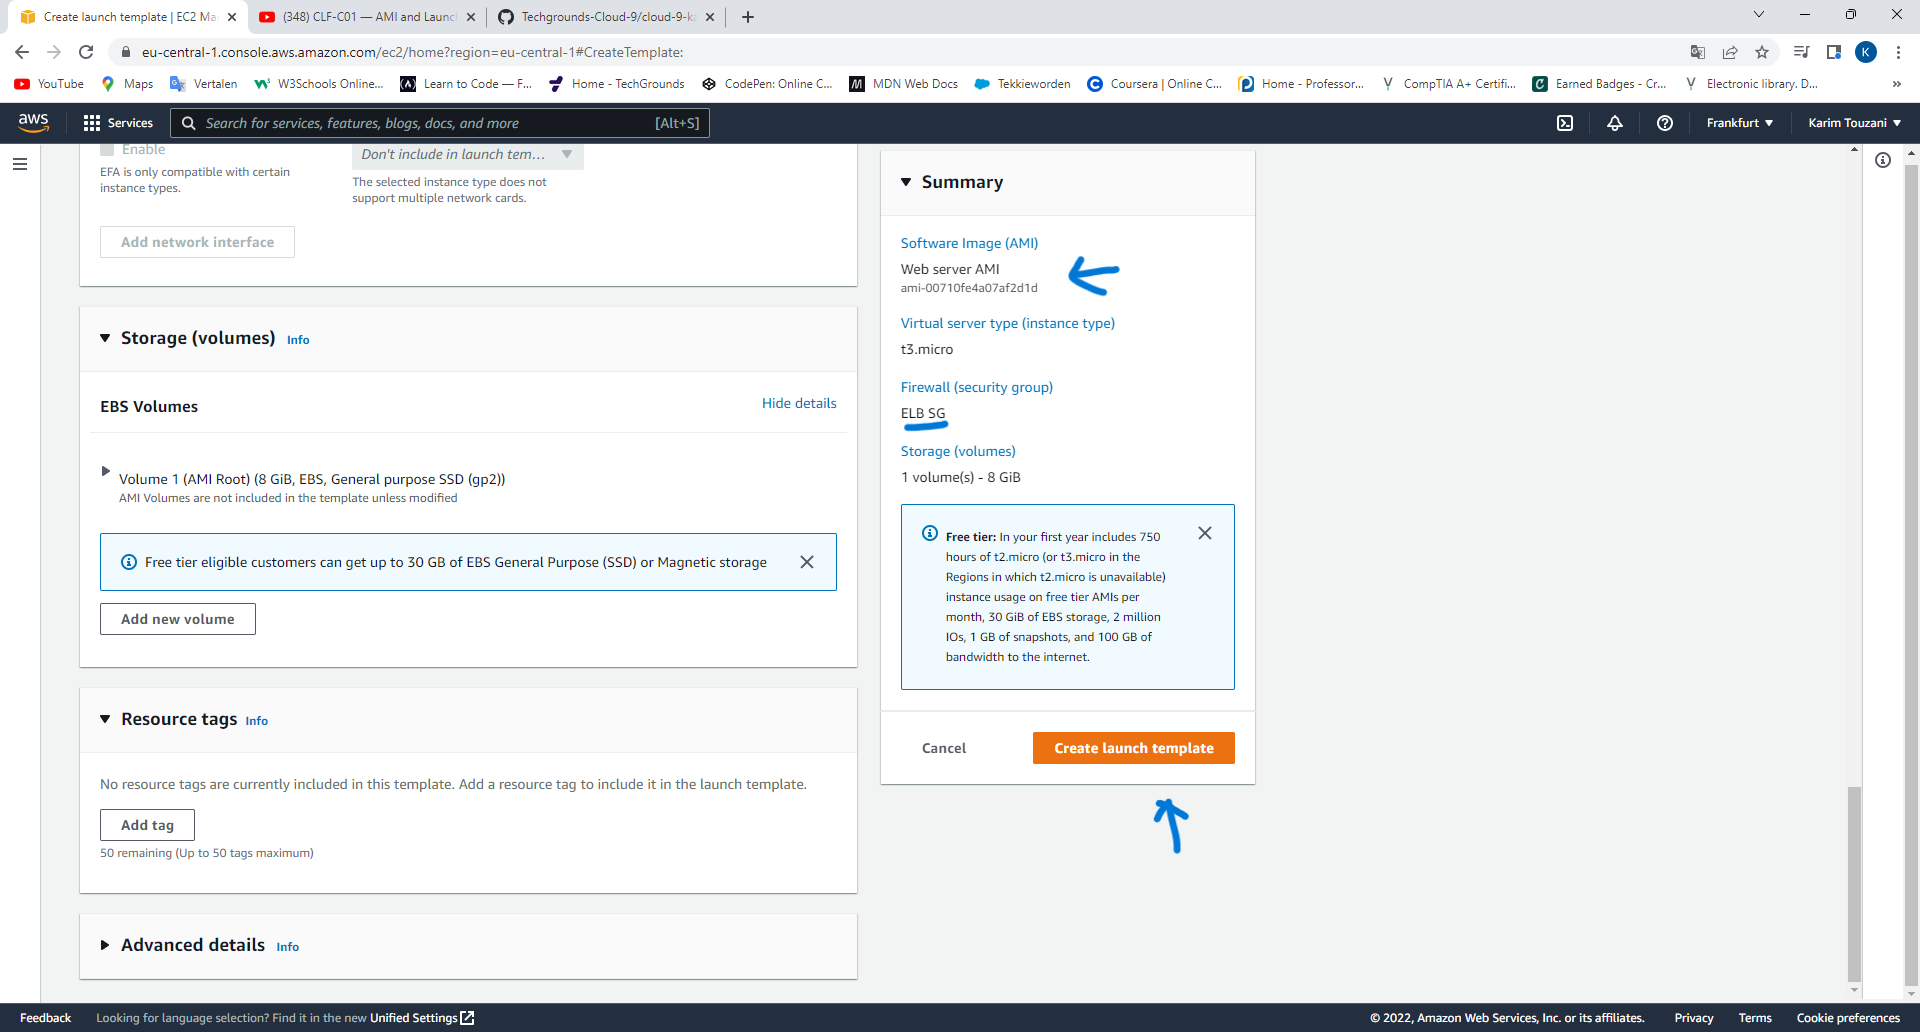 Create launch template | EC2 Ma
(348) CLF-C01 — AMI and Launc
Techgrounds-Cloud-9/cloud-9-ka
eu-central-1.console.aws.amazon.com/ec2/home?region=eu-central-1#CreateTemplate:
K
YouTube
Maps
Vertalen
W3Schools Online...
Learn to Code — F...
Home - TechGrounds
CodePen: Online C...
MDN Web Docs
Tekkieworden
Coursera | Online C...
Home - Professor...
CompTIA A+ Certifi...
Earned Badges - Cr...
Electronic library. D...
»
aws
Services
Search for services, features, blogs, docs, and more
[Alt+S]
Frankfurt
Karim Touzani
Enable
EFA is only compatible with certain
instance types.
Don't include in launch tem...
The selected instance type does not
support multiple network cards.
Add network interface
Storage (volumes) Info
EBS Volumes
Hide details
Volume 1 (AMI Root) (8 GiB, EBS, General purpose SSD (gp2))
AMI Volumes are not included in the template unless modified
Free tier eligible customers can get up to 30 GB of EBS General Purpose (SSD) or Magnetic storage
Add new volume
Resource tags Info
No resource tags are currently included in this template. Add a resource tag to include it in the launch template.
Add tag
50 remaining (Up to 50 tags maximum)
Advanced details Info
Summary
Software Image (AMI)
Web server AMI
ami-00710fe4a07af2d1d
Virtual server type (instance type)
t3.micro
Firewall (security group)
ELB SG
Storage (volumes)
1 volume(s) - 8 GiB
Free tier: In your first year includes 750
hours of t2.micro (or t3.micro in the
Regions in which t2.micro is unavailable)
instance usage on free tier AMIs per
month, 30 GiB of EBS storage, 2 million
IOs, 1 GB of snapshots, and 100 GB of
bandwidth to the internet.
Cancel
Create launch template
Feedback
Looking for language selection? Find it in the new Unified Settings
© 2022, Amazon Web Services, Inc. or its affiliates.
Privacy
Terms
Cookie preferences